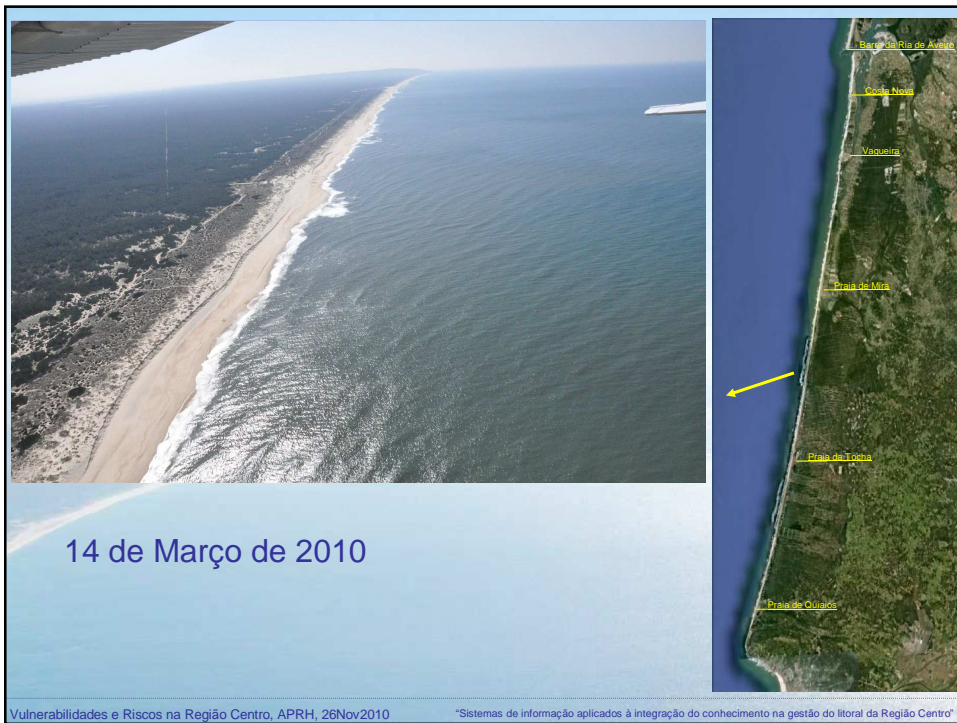 Barra da Ria de Aveiro
Costa Nova
Vagueira
Praia de Mira
Praia da Tocha
Praia de Quiaios
14 de Março de 2010
Vulnerabilidades e Riscos na Região Centro, APRH, 26Nov2010
“Sistemas de informação aplicados à integração do conhecimento na gestão do litoral da Região Centro”